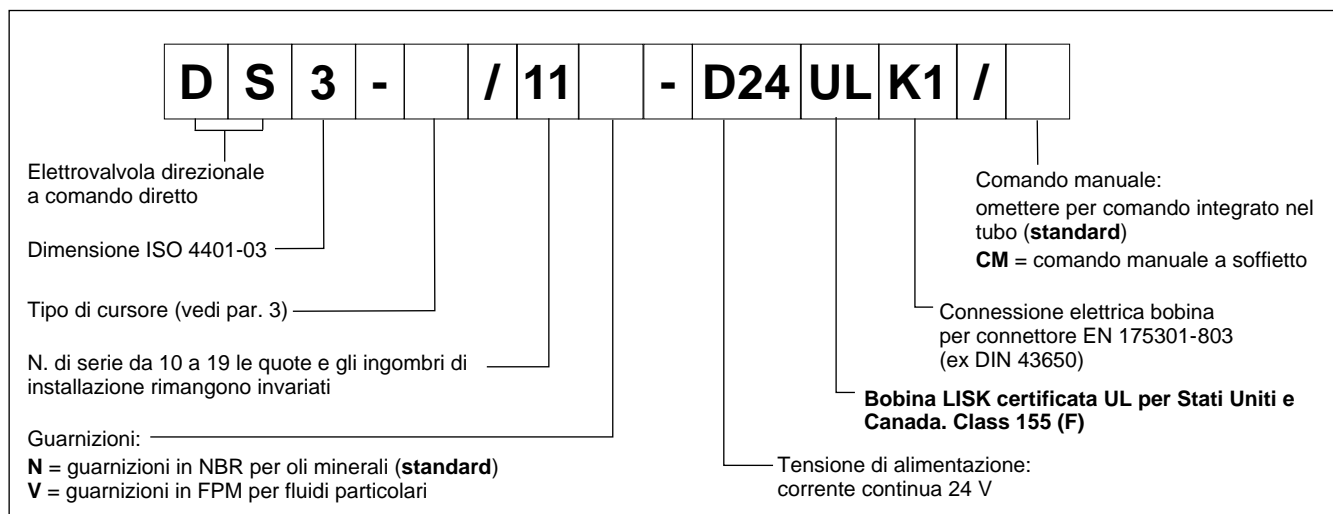 D S 3 - / 11 - D24 UL K1 /
Elettrovalvola direzionale
a comando diretto
Dimensione ISO 4401-03
Tipo di cursore (vedi par. 3)
N. di serie da 10 a 19 le quote e gli ingombri di
installazione rimangono invariati
Guarnizioni:
N = guarnizioni in NBR per oli minerali (standard)
V = guarnizioni in FPM per fluidi particolari
Comando manuale:
omettere per comando integrato nel
tubo (standard)
CM = comando manuale a soffietto
Connessione elettrica bobina
per connettore EN 175301-803
(ex DIN 43650)
Bobina LISK certificata UL per Stati Uniti e
Canada. Class 155 (F)
Tensione di alimentazione:
corrente continua 24 V